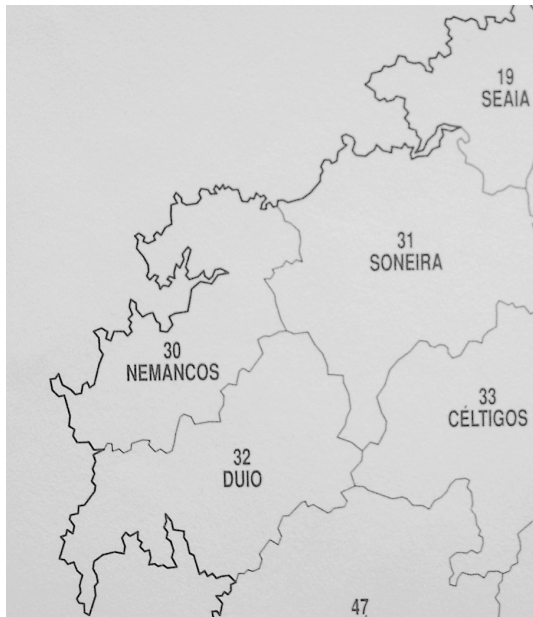 19
SEAIA
31
SONEIRA
30
NEMANCOS
33
CÉLTIGOS
32
DUIO
47